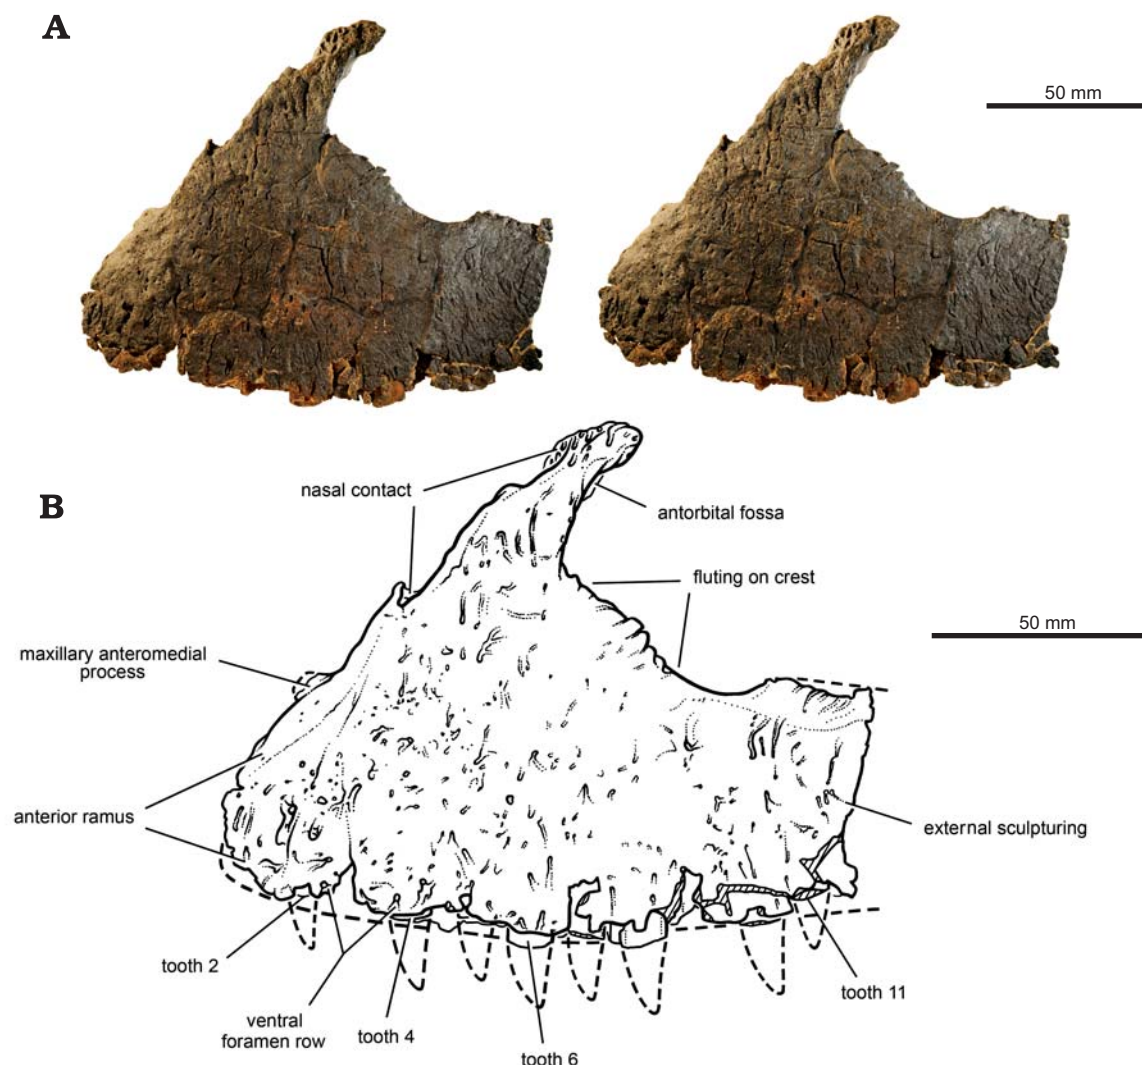 A
50 mm
B
nasal contact
antorbital fossa
fluting on crest
50 mm
maxillary anteromedial
process
anterior ramus
external sculpturing
tooth 2
ventral
foramen row
tooth 4
tooth 6
tooth 11